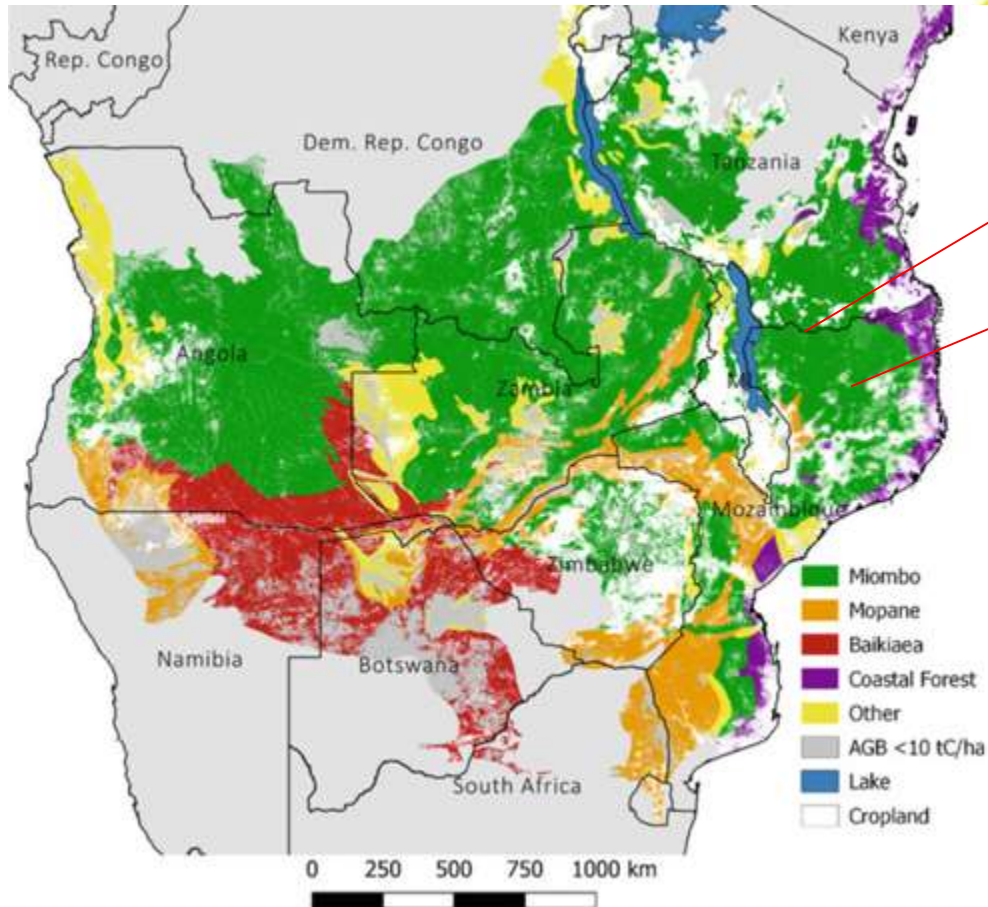 Rep. Congo
Kenya
Dem. Rep. Congo
Tanzania
Angola
Zambia
Mozambique
Zimbabwe
Namibia
Botswana
South Africa
Miombo
Mopane
Baikiaea
Coastal Forest
Other
AGB <10 tC/ha
Lake
Cropland
0 250 500 750 1000 km